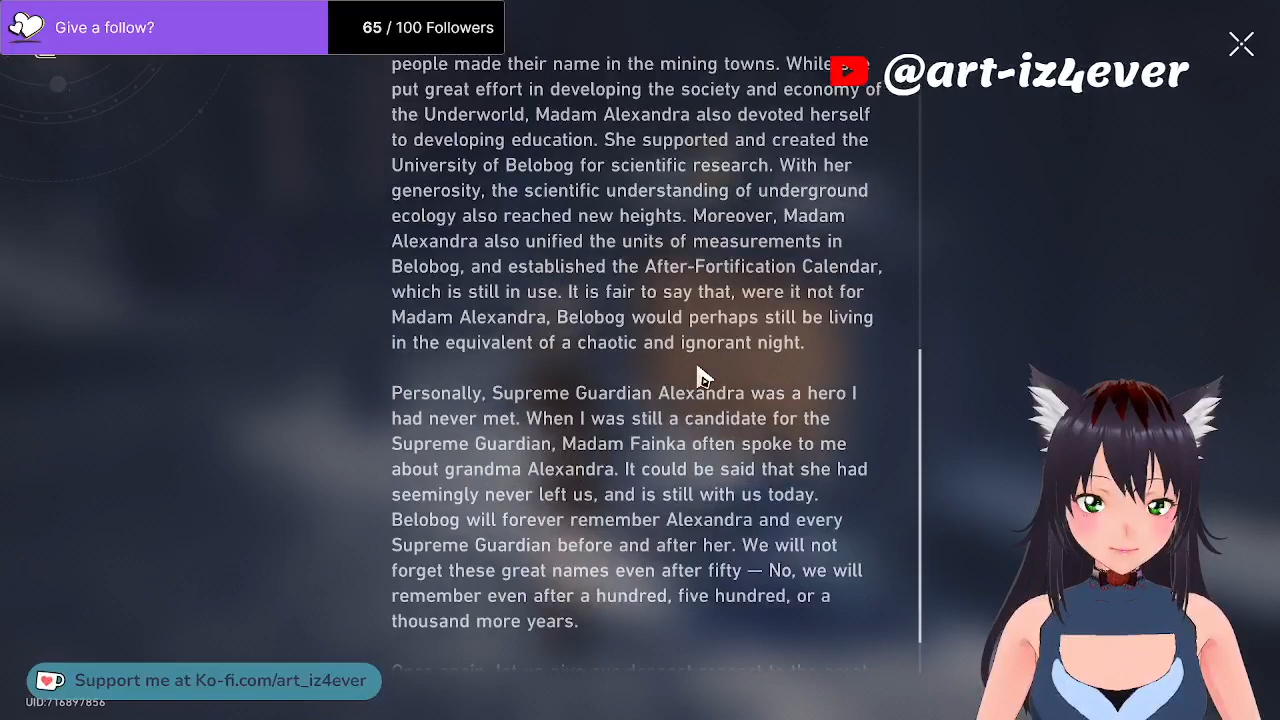 Give a follow?
65 / 100 Followers
@art-iz4ever
people made their name in the mining towns. While
put great effort in developing the society and economy of
the Underworld, Madam Alexandra also devoted herself
to developing education. She supported and created the
University of Belobog for scientific research. With her
generosity, the scientific understanding of underground
ecology also reached new heights. Moreover, Madam
Alexandra also unified the units of measurements in
Belobog, and established the After-Fortification Calendar,
which is still in use. It is fair to say that, were it not for
Madam Alexandra, Belobog would perhaps still be living
in the equivalent of a chaotic and ignorant night.
Personally, Supreme Guardian Alexandra was a hero I
had never met. When I was still a candidate for the
Supreme Guardian, Madam Fainka often spoke to me
about grandma Alexandra. It could be said that she had
seemingly never left us, and is still with us today.
Belobog will forever remember Alexandra and every
Supreme Guardian before and after her. We will not
forget these great names even after fifty — No, we will
remember even after a hundred, five hundred, or a
thousand more years.
Support me at Ko-fi.com/art_iz4ever
UID:716897856